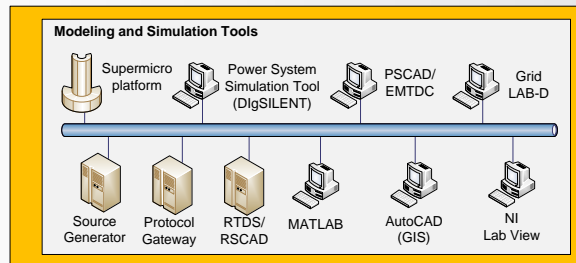 Modeling and Simulation Tools
Supermicro
platform
Power System
Simulation Tool
(DIgSILENT)
PSCAD/
EMTDC
Grid
LAB-D
Source
Generator
Protocol
Gateway
RTDS/
RSCAD
MATLAB
AutoCAD
(GIS)
NI
Lab View